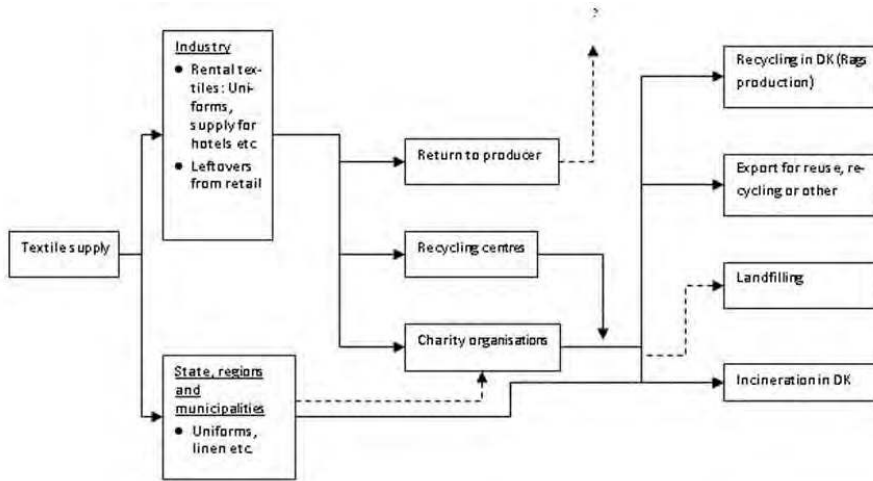 ?
Industry
● Rental tex-
tiles: Uni-
forms,
supply for
hotels etc
● Leftovers
from retail
Recycling in DK (Rags
production)
Return to producer
Export for reuse, re-
cycling or other
Textile supply
Recycling centres
Landfilling
Charity organisations
State, regions
and
municipalities
● Uniforms,
linen etc.
Incineration in DK